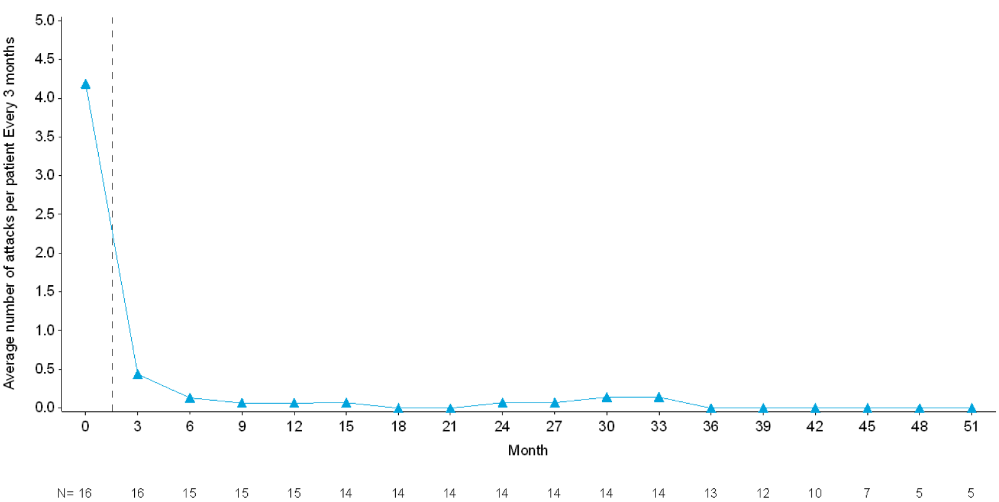 Average number of attacks per patient Every 3 months
5.0
4.5
4.0
3.5
3.0
2.5
2.0
1.5
1.0
0.5
0.0
0 3 6 9 12 15 18 21 24 27 30 33 36 39 42 45 48 51
Month
N= 16 16 15 15 15 14 14 14 14 14 14 14 13 12 10 7 5 5